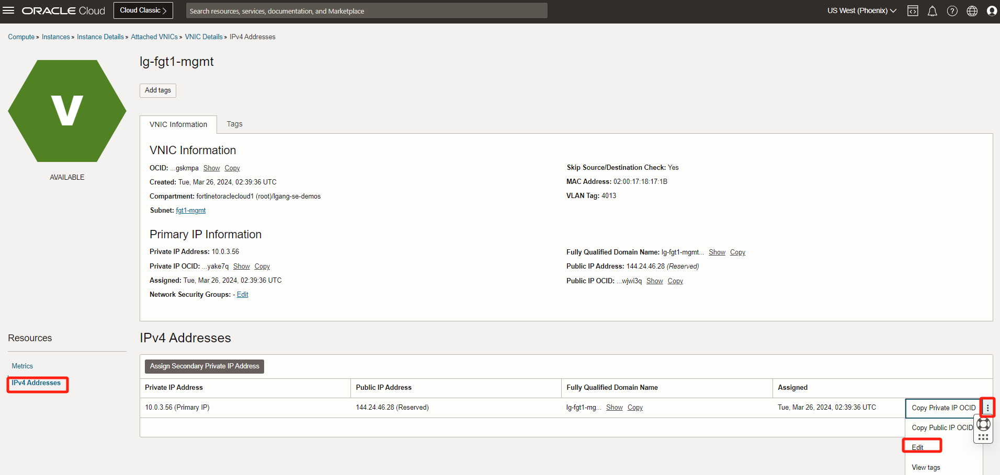 ORACLE Cloud
Cloud Classic
Search resources, services, documentation, and Marketplace
US West (Phoenix)
Compute » Instances » Instance Details » Attached VNICs » VNIC Details » IPv4 Addresses
V
AVAILABLE
lg-fgt1-mgmt
Add tags
VNIC Information Tags
VNIC Information
OCID: ...gskmpa Show Copy
Created: Tue, Mar 26, 2024, 02:39:36 UTC
Compartment: fortinetoraclecloud1 (root)/lgang-se-demos
Subnet: fgt1-mgmt
Skip Source/Destination Check: Yes
MAC Address: 02:00:17:18:17:1B
VLAN Tag: 4013
Primary IP Information
Private IP Address: 10.0.3.56
Private IP OCID: ...yake7q Show Copy
Assigned: Tue, Mar 26, 2024, 02:39:36 UTC
Network Security Groups: - Edit
Fully Qualified Domain Name: lg-fgt1-mgmt... Show Copy
Public IP Address: 144.24.46.28 (Reserved)
Public IP OCID: ...wjwi3q Show Copy
Resources
Metrics
IPv4 Addresses
IPv4 Addresses
Assign Secondary Private IP Address
Private IP Address Public IP Address Fully Qualified Domain Name Assigned
10.0.3.56 (Primary IP) 144.24.46.28 (Reserved) lg-fgt1-mg... Show Copy Tue, Mar 26, 2024, 02:39:36 UTC
Copy Private IP OCID
Copy Public IP OCID
Edit
View tags